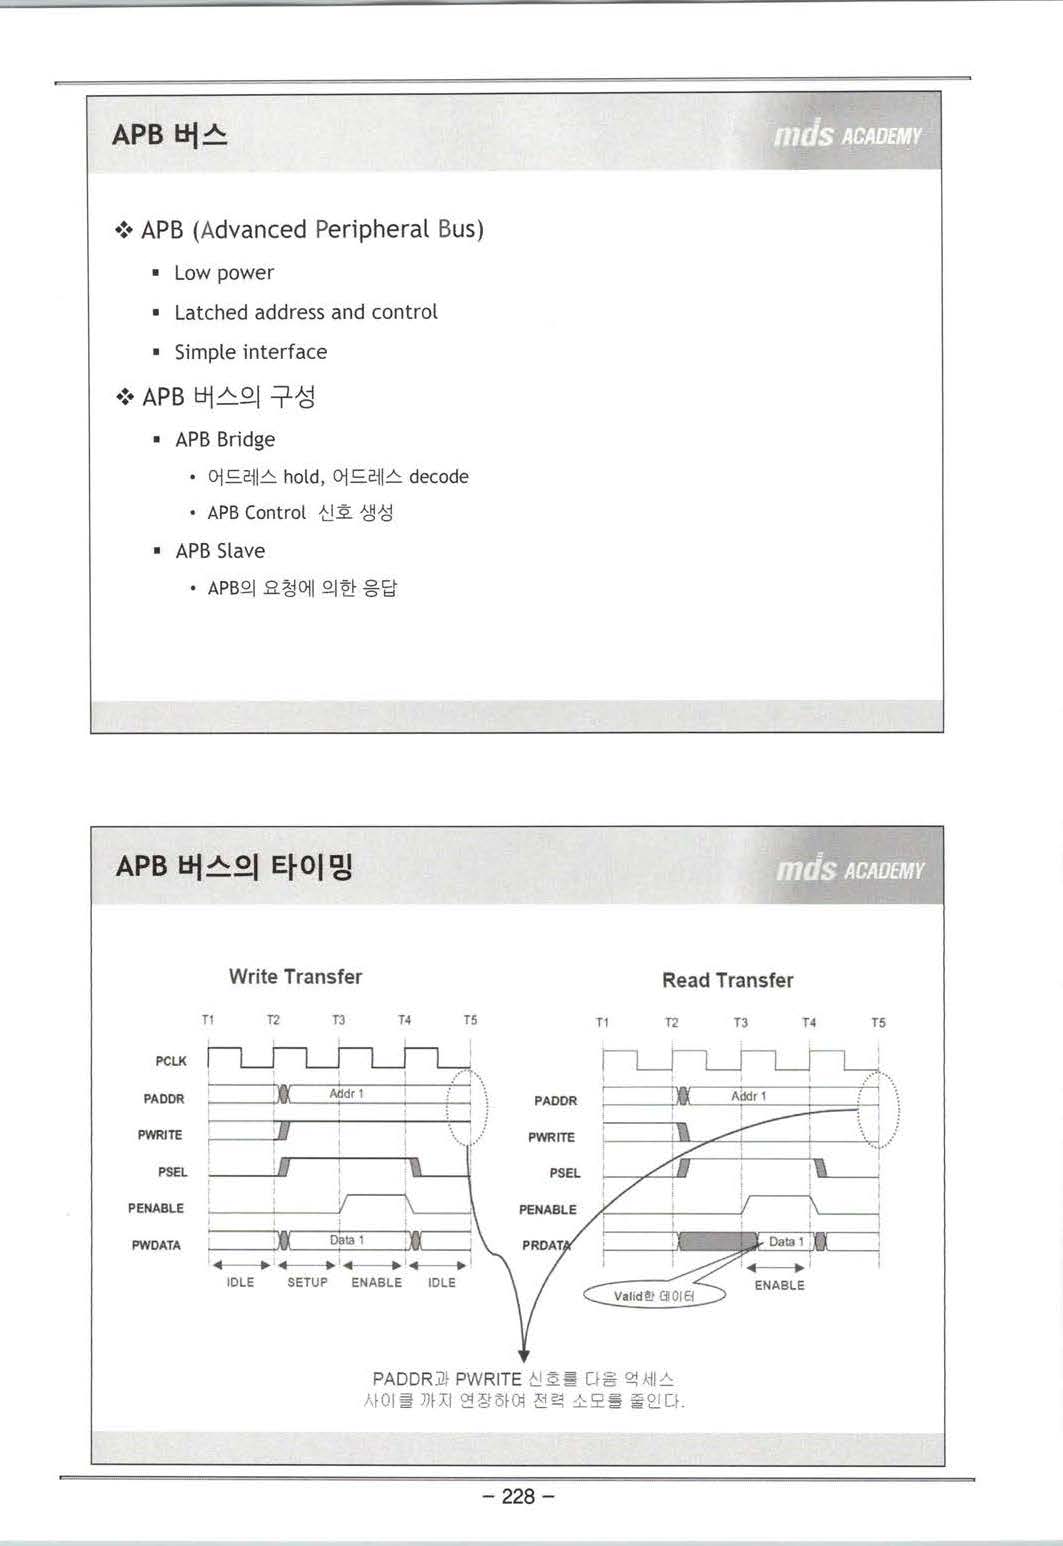 APB 버스
mds ACADEMY
❖ APB (Advanced Peripheral Bus)
▪ Low power
▪ Latched address and control
▪ Simple interface
❖ APB 버스의 구성
▪ APB Bridge
• 어드레스 hold, 어드레스 decode
• APB Control 신호 생성
▪ APB Slave
• APB의 요청에 의한 응답
APB 버스의 타이밍
mds ACADEMY
Write Transfer
T1 T2 T3 T4 T5
PCLK
PADDR Addr 1
PWRITE
PSEL
PENABLE
PWDATA Data 1
IDLE SETUP ENABLE IDLE
Read Transfer
T1 T2 T3 T4 T5
PADDR Addr 1
PWRITE
PSEL
PENABLE
PRDATA Data 1
ENABLE
Valid한 데이터
PADDR과 PWRITE 신호를 다음 억세스
사이클 까지 연장하여 전력 소모를 줄인다.
- 228 -